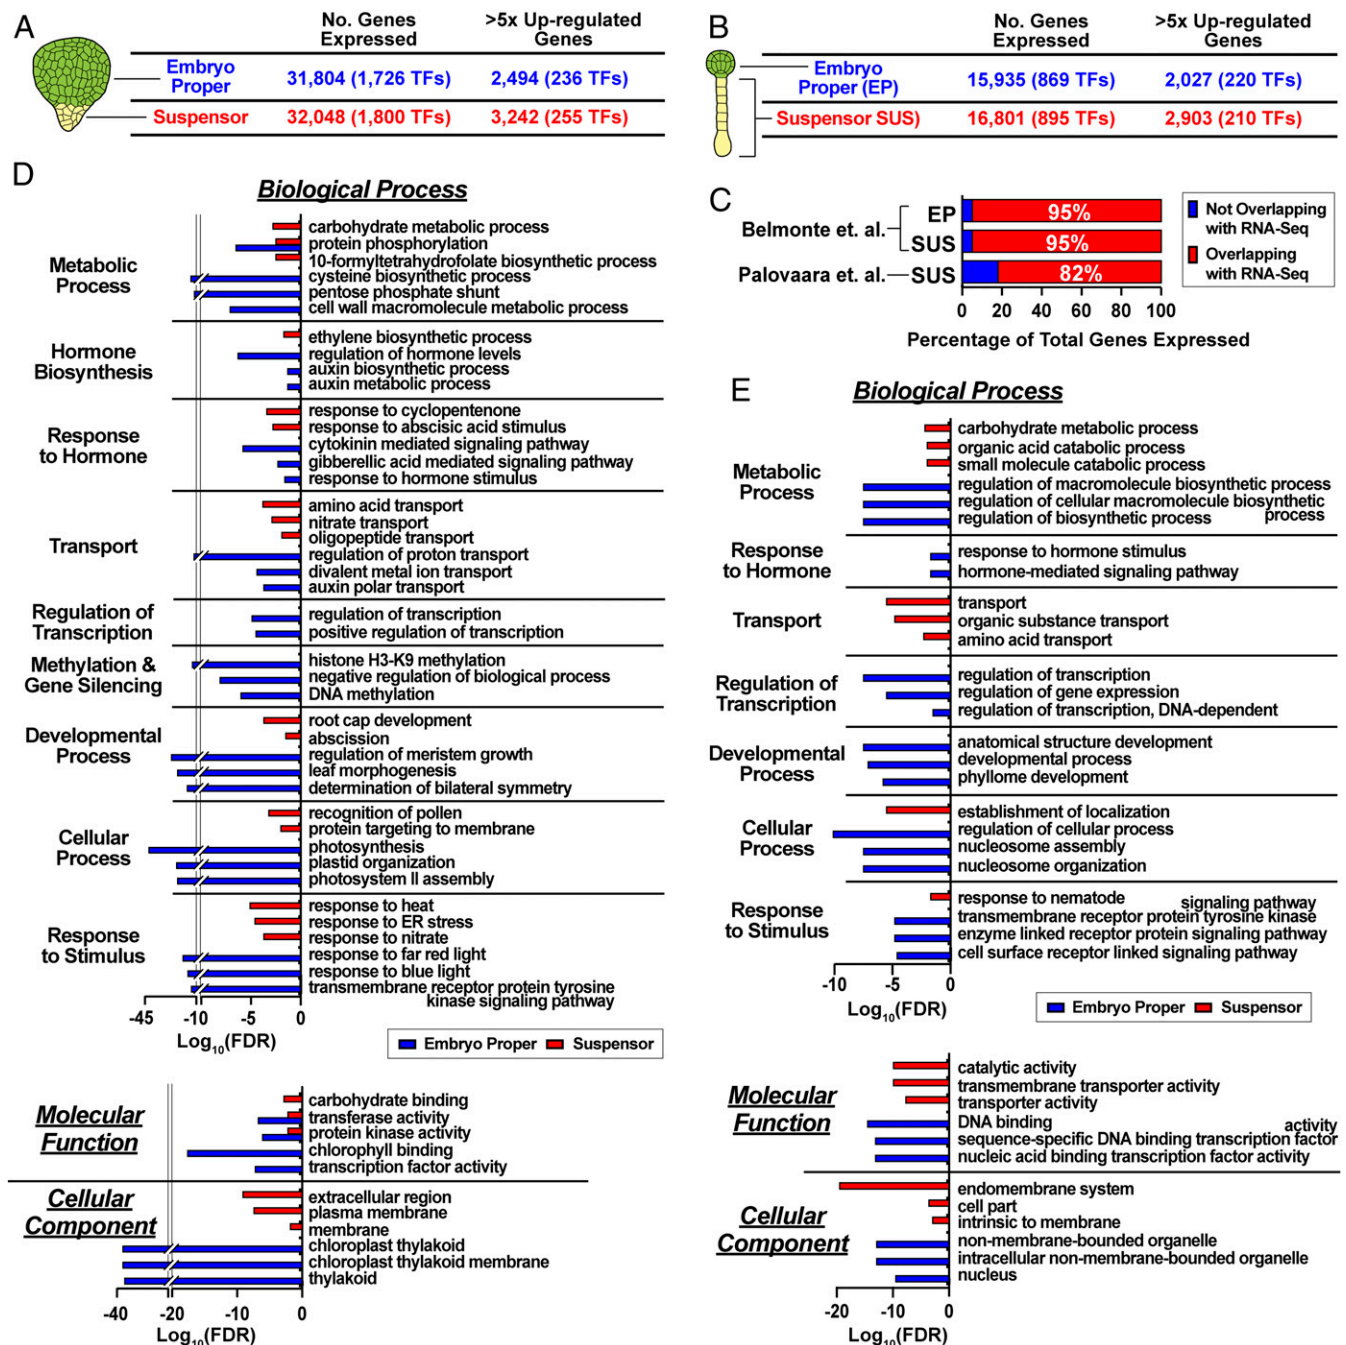 A
No. Genes
Expressed
>5x Up-regulated
Genes
Embryo
Proper
31,804 (1,726 TFs)
2,494 (236 TFs)
Suspensor
32,048 (1,800 TFs)
3,242 (255 TFs)
B
No. Genes
Expressed
>5x Up-regulated
Genes
Embryo
Proper (EP)
15,935 (869 TFs)
2,027 (220 TFs)
Suspensor SUS)
16,801 (895 TFs)
2,903 (210 TFs)
C
Belmonte et. al.
EP
95%
SUS
95%
Palovaara et. al.
SUS
82%
0 20 40 60 80 100
Percentage of Total Genes Expressed
Not Overlapping
with RNA-Seq
Overlapping
with RNA-Seq
D
Biological Process
Metabolic
Process
carbohydrate metabolic process
protein phosphorylation
10-formyltetrahydrofolate biosynthetic process
cysteine biosynthetic process
pentose phosphate shunt
cell wall macromolecule metabolic process
Hormone
Biosynthesis
ethylene biosynthetic process
regulation of hormone levels
auxin biosynthetic process
auxin metabolic process
Response
to Hormone
response to cyclopentenone
response to abscisic acid stimulus
cytokinin mediated signaling pathway
gibberellic acid mediated signaling pathway
response to hormone stimulus
Transport
amino acid transport
nitrate transport
oligopeptide transport
regulation of proton transport
divalent metal ion transport
auxin polar transport
Regulation of
Transcription
regulation of transcription
positive regulation of transcription
Methylation &
Gene Silencing
histone H3-K9 methylation
negative regulation of biological process
DNA methylation
Developmental
Process
root cap development
abscission
regulation of meristem growth
leaf morphogenesis
determination of bilateral symmetry
Cellular
Process
recognition of pollen
protein targeting to membrane
photosynthesis
plastid organization
photosystem II assembly
Response
to Stimulus
response to heat
response to ER stress
response to nitrate
response to far red light
response to blue light
transmembrane receptor protein tyrosine
kinase signaling pathway
-45 -10 -5 0
Log10(FDR)
Embryo Proper
Suspensor
Molecular
Function
carbohydrate binding
transferase activity
protein kinase activity
chlorophyll binding
transcription factor activity
Cellular
Component
extracellular region
plasma membrane
membrane
chloroplast thylakoid
chloroplast thylakoid membrane
thylakoid
-40 -20 -10 0
Log10(FDR)
E
Biological Process
Metabolic
Process
carbohydrate metabolic process
organic acid catabolic process
small molecule catabolic process
regulation of macromolecule biosynthetic process
regulation of cellular macromolecule biosynthetic
process
regulation of biosynthetic process
Response
to Hormone
response to hormone stimulus
hormone-mediated signaling pathway
Transport
transport
organic substance transport
amino acid transport
Regulation of
Transcription
regulation of transcription
regulation of gene expression
regulation of transcription, DNA-dependent
Developmental
Process
anatomical structure development
developmental process
phyllome development
Cellular
Process
establishment of localization
regulation of cellular process
nucleosome assembly
nucleosome organization
Response
to Stimulus
response to nematode
signaling pathway
transmembrane receptor protein tyrosine kinase
enzyme linked receptor protein signaling pathway
cell surface receptor linked signaling pathway
-10 -5 0
Log10(FDR)
Embryo Proper
Suspensor
Molecular
Function
catalytic activity
transmembrane transporter activity
transporter activity
DNA binding
activity
sequence-specific DNA binding transcription factor
nucleic acid binding transcription factor activity
Cellular
Component
endomembrane system
cell part
intrinsic to membrane
non-membrane-bounded organelle
intracellular non-membrane-bounded organelle
nucleus
-20 -10 0
Log10(FDR)